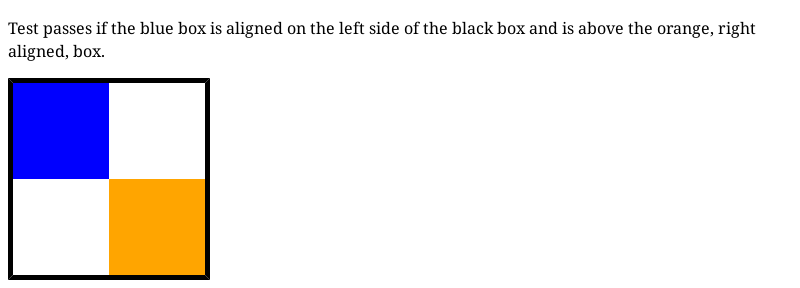 Test passes if the blue box is aligned on the left side of the black box and is above the orange, right
aligned, box.